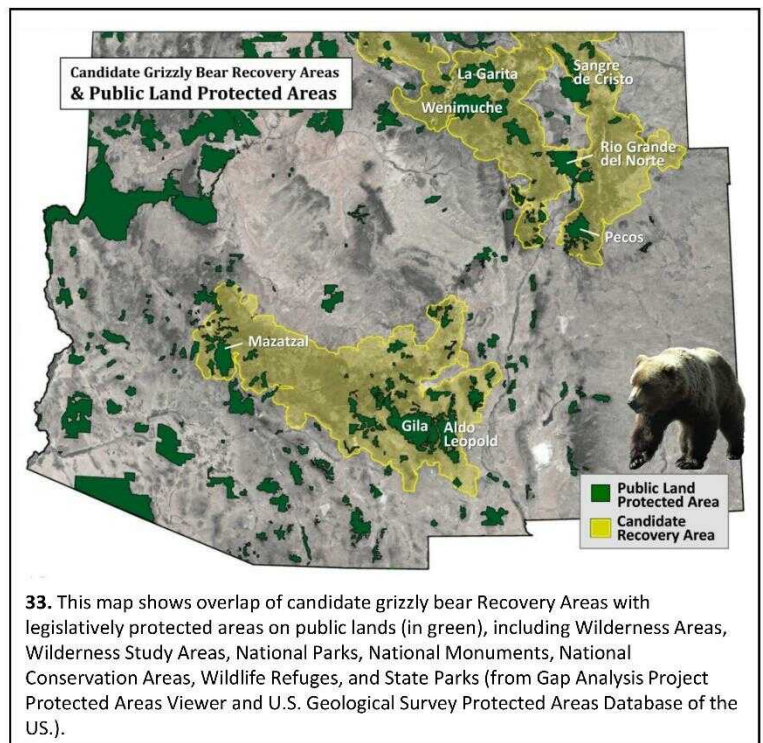 Candidate Grizzly Bear Recovery Areas
& Public Land Protected Areas
La Garita
Sangre
de Cristo
Wenimuche
Rio Grande
del Norte
Pecos
Mazatzal
Gila
Aldo
Leopold
Public Land
Protected Area
Candidate
Recovery Area
33. This map shows overlap of candidate grizzly bear Recovery Areas with
legislatively protected areas on public lands (in green), including Wilderness Areas,
Wilderness Study Areas, National Parks, National Monuments, National
Conservation Areas, Wildlife Refuges, and State Parks (from Gap Analysis Project
Protected Areas Viewer and U.S. Geological Survey Protected Areas Database of the
US.).